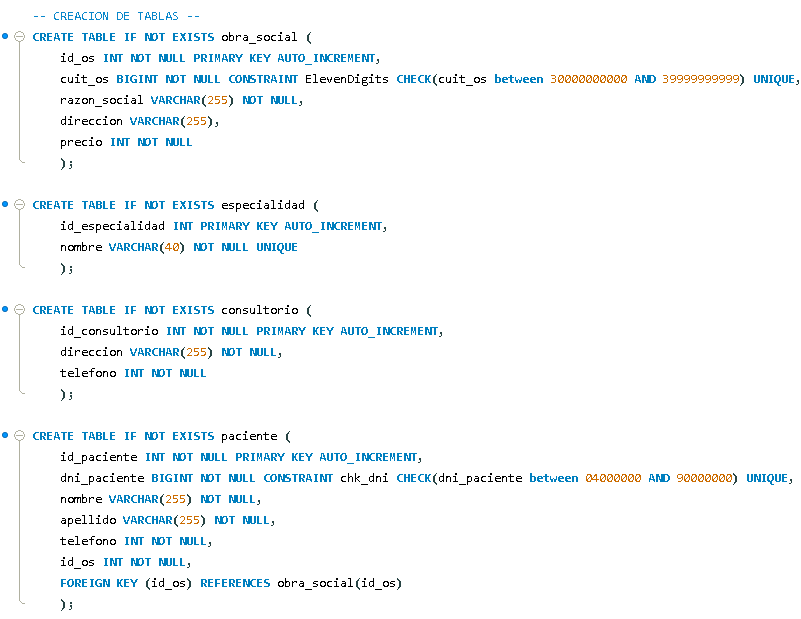 -- CREACION DE TABLAS --
CREATE TABLE IF NOT EXISTS obra_social (
id_os INT NOT NULL PRIMARY KEY AUTO_INCREMENT,
cuit_os BIGINT NOT NULL CONSTRAINT ElevenDigits CHECK(cuit_os between 30000000000 AND 39999999999) UNIQUE,
razon_social VARCHAR(255) NOT NULL,
direccion VARCHAR(255),
precio INT NOT NULL
);
CREATE TABLE IF NOT EXISTS especialidad (
id_especialidad INT PRIMARY KEY AUTO_INCREMENT,
nombre VARCHAR(40) NOT NULL UNIQUE
);
CREATE TABLE IF NOT EXISTS consultorio (
id_consultorio INT NOT NULL PRIMARY KEY AUTO_INCREMENT,
direccion VARCHAR(255) NOT NULL,
telefono INT NOT NULL
);
CREATE TABLE IF NOT EXISTS paciente (
id_paciente INT NOT NULL PRIMARY KEY AUTO_INCREMENT,
dni_paciente BIGINT NOT NULL CONSTRAINT chk_dni CHECK(dni_paciente between 04000000 AND 90000000) UNIQUE,
nombre VARCHAR(255) NOT NULL,
apellido VARCHAR(255) NOT NULL,
telefono INT NOT NULL,
id_os INT NOT NULL,
FOREIGN KEY (id_os) REFERENCES obra_social(id_os)
);